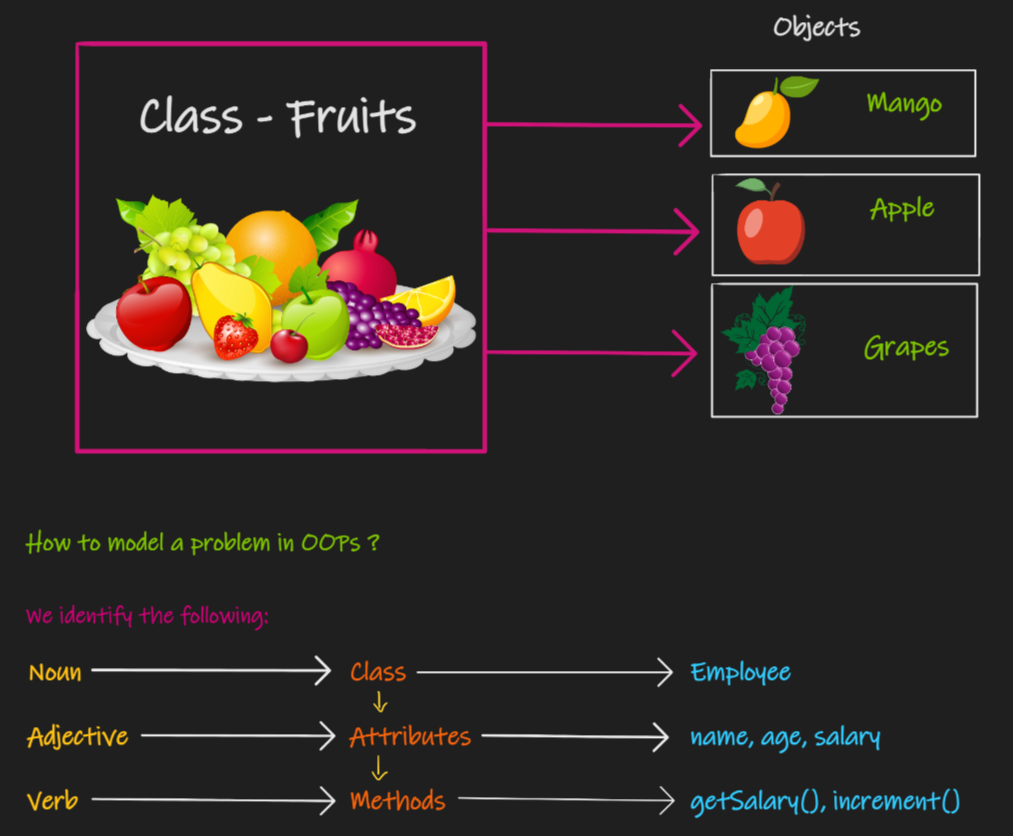 Objects
Class - Fruits
Mango
Apple
Grapes
How to model a problem in OOPs ?
We identify the following:
Noun Class Employee
Adjective Attributes name, age, salary
Verb Methods getSalary(), increment()